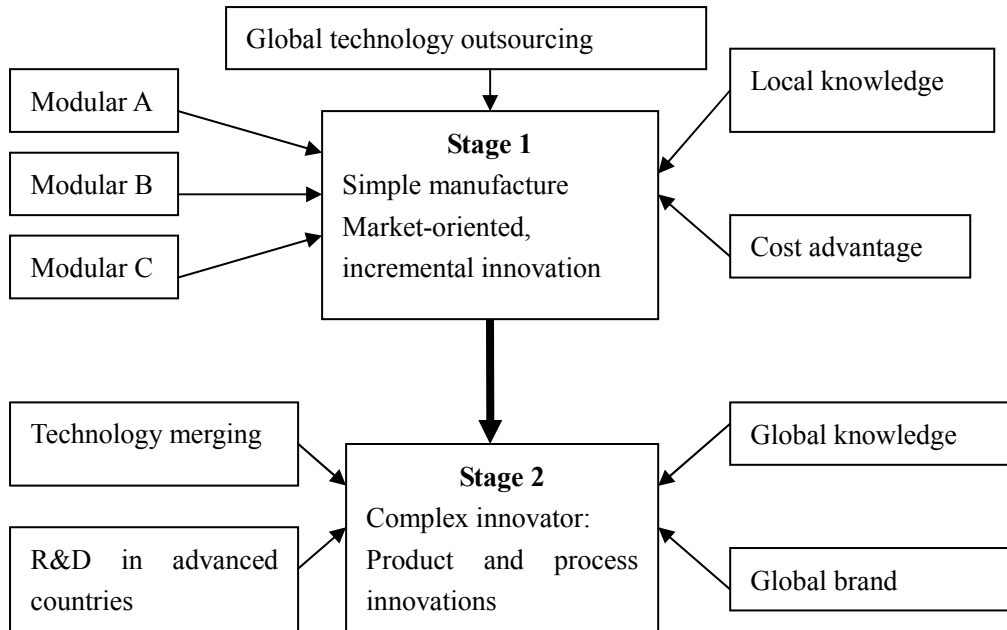 Global technology outsourcing
Modular A
Modular B
Modular C
Stage 1
Simple manufacture
Market-oriented,
incremental innovation
Local knowledge
Cost advantage
Technology merging
R&D in advanced
countries
Stage 2
Complex innovator:
Product and process
innovations
Global knowledge
Global brand